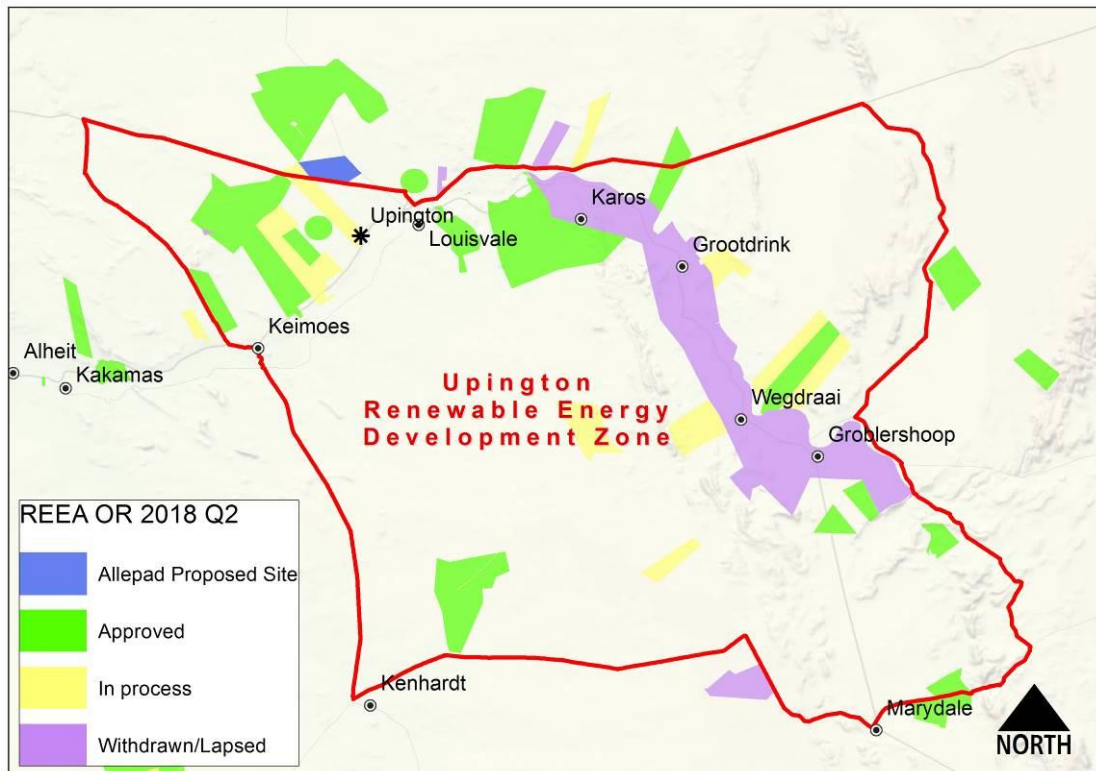 Karos
Upington
Louisvale
Grootdrink
Keimoes
Alheit
Kakamas
Upington
Renewable Energy
Development Zone
Wegdraai
Groblershoop
REEA OR 2018 Q2
Allepad Proposed Site
Approved
In process
Withdrawn/Lapsed
Kenhardt
Marydale
NORTH